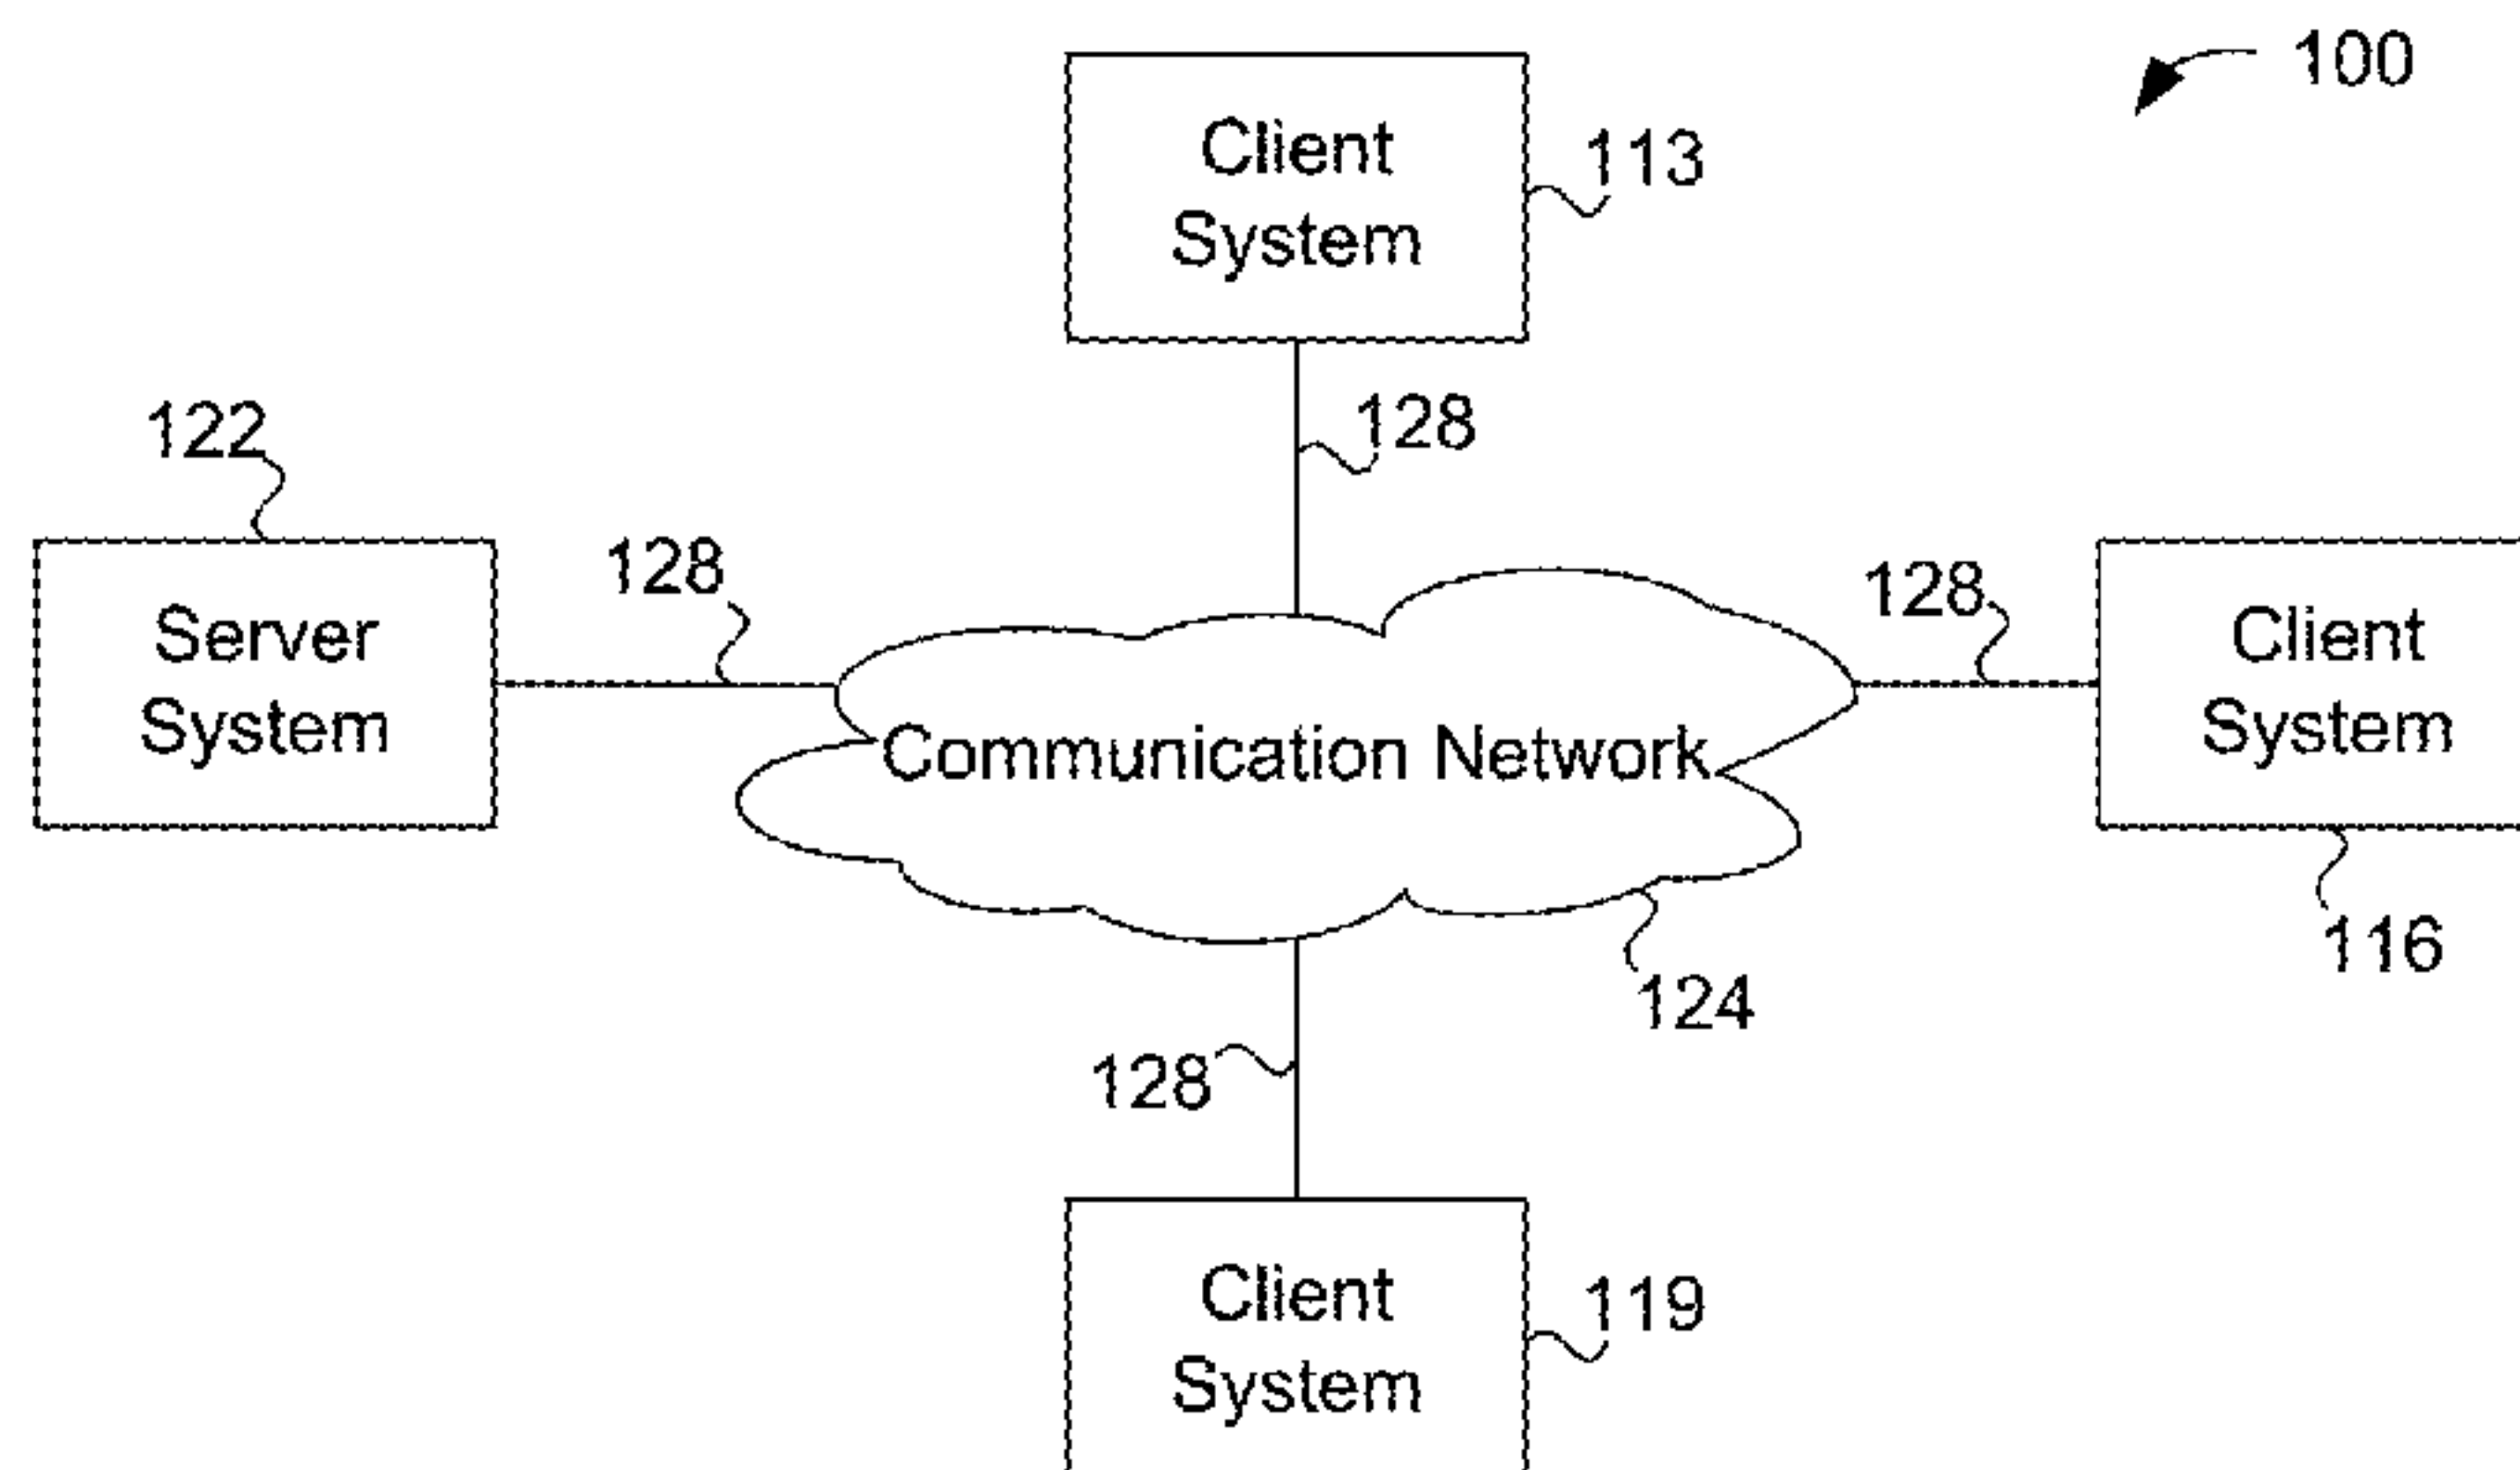 100
Client
System
113
128
122
128
128
Server
System
Client
System
Communication Network
116
124
128
Client
System
119